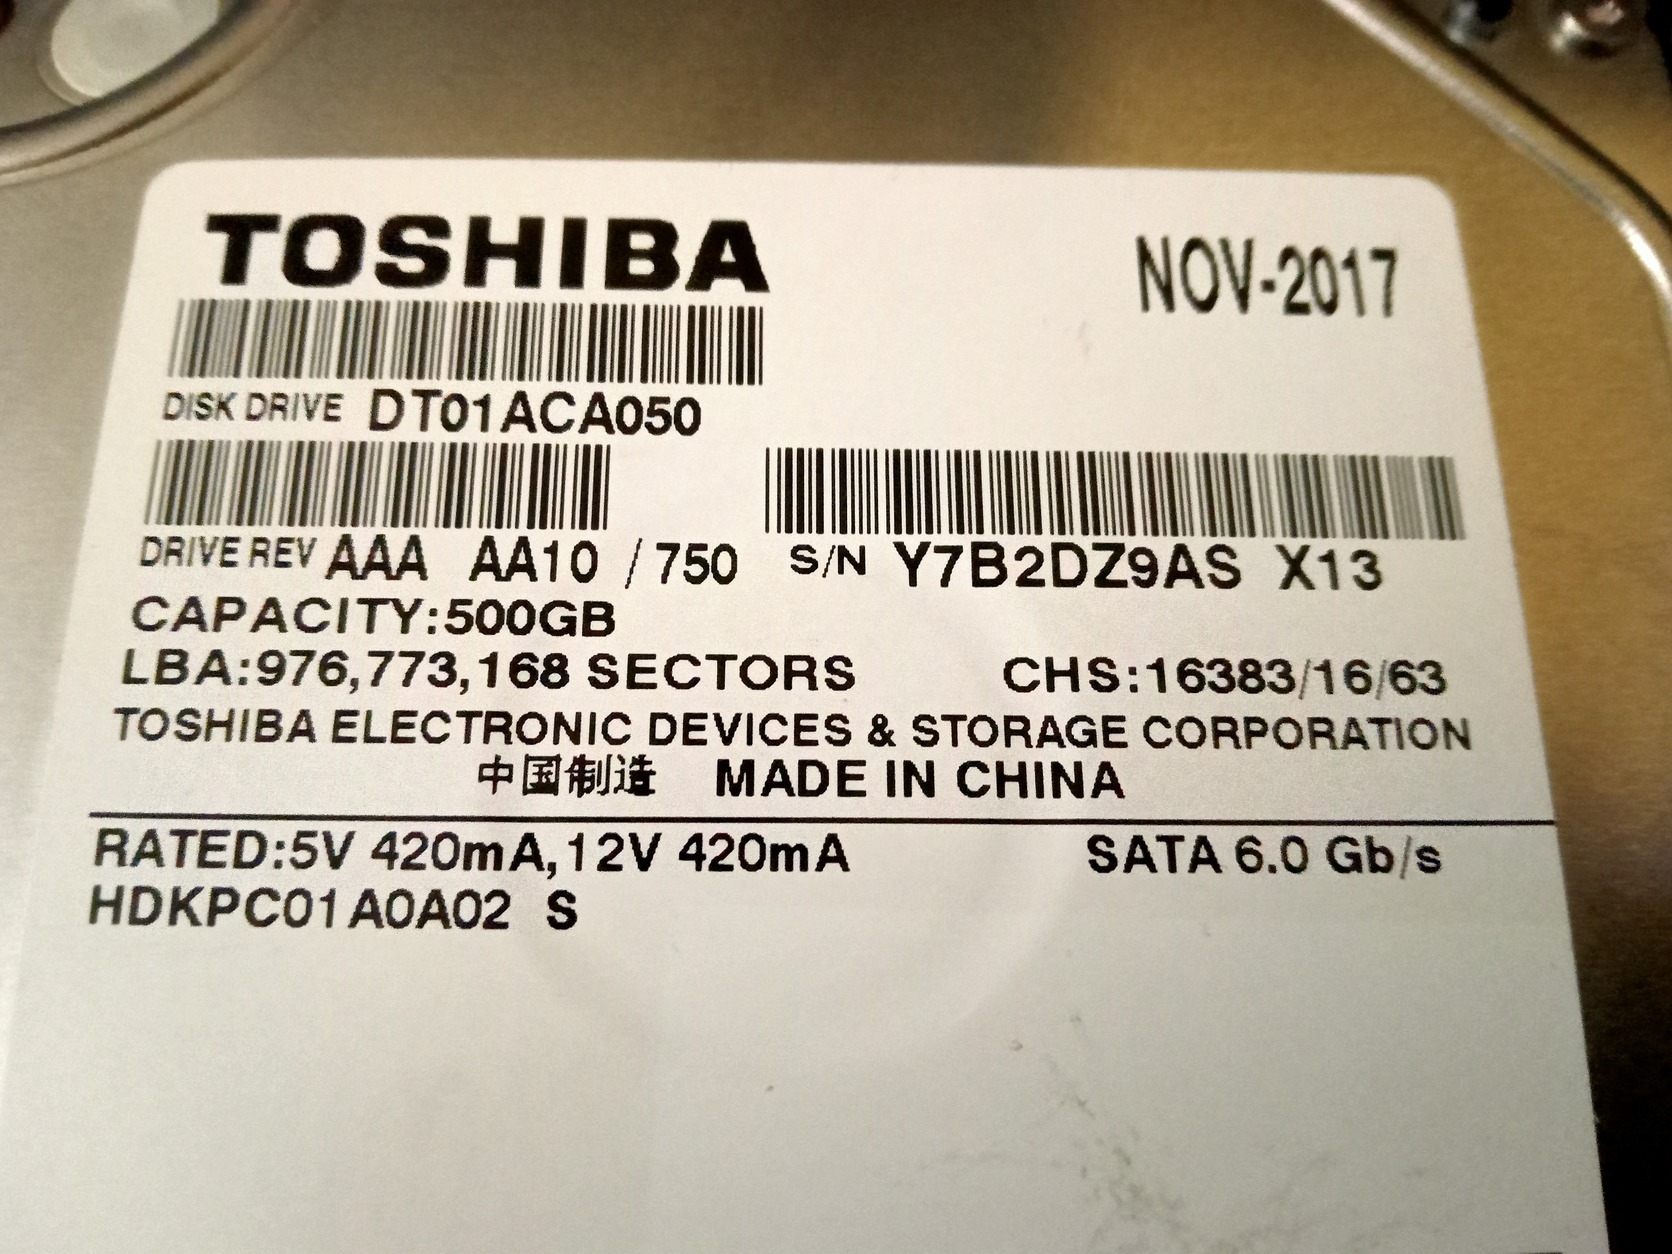 TOSHIBA
NOV-2017
DISK DRIVE DT01ACA050
DRIVE REV AAA AA10 / 750 S/N Y7B2DZ9AS X13
CAPACITY:500GB
LBA:976,773,168 SECTORS CHS:16383/16/63
TOSHIBA ELECTRONIC DEVICES & STORAGE CORPORATION
中国制造 MADE IN CHINA
RATED:5V 420mA,12V 420mA SATA 6.0 Gb/s
HDKPC01A0A02 S